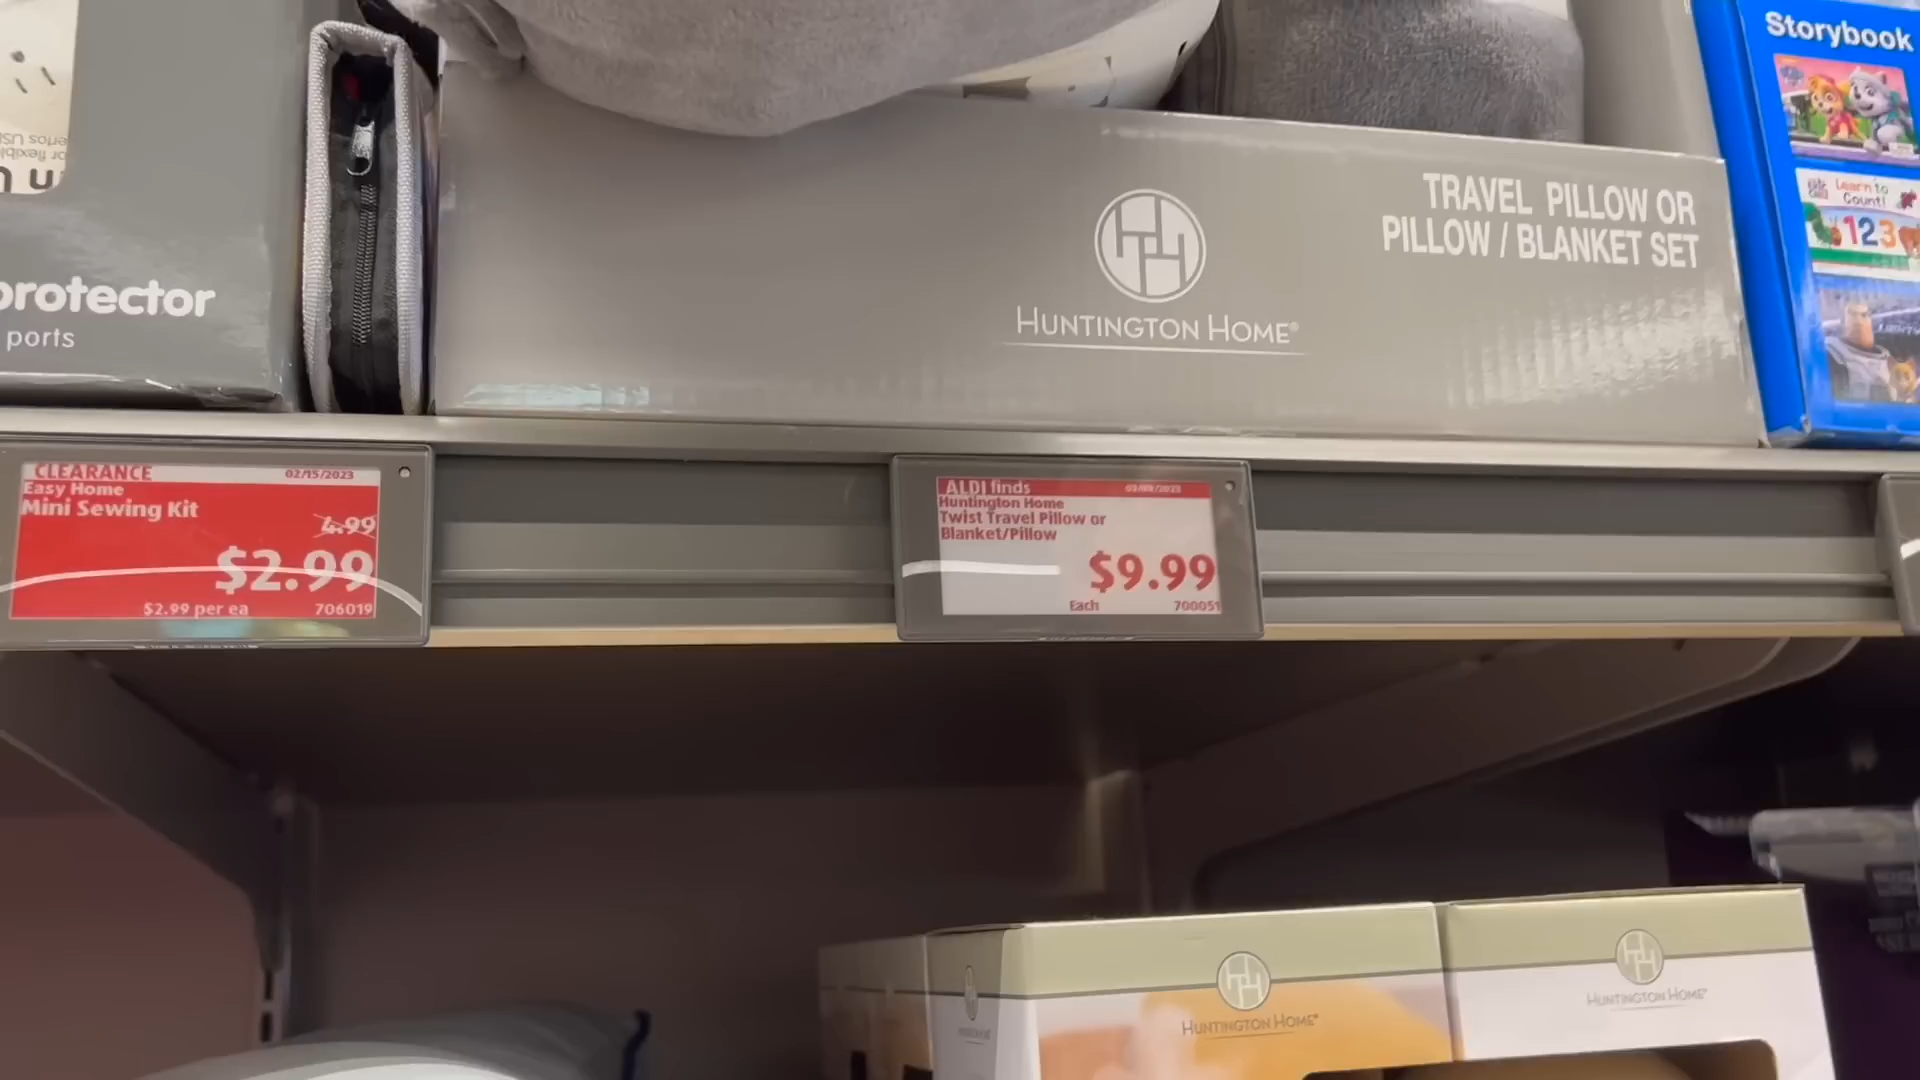 Storybook
Learn to
Count!
123
TRAVEL PILLOW OR
PILLOW / BLANKET SET
HUNTINGTON HOME®
protector
ports
CLEARANCE 02/15/2023
Easy Home
Mini Sewing Kit
4.99
$2.99
$2.99 per ea 706019
ALDI finds
Huntington Home
Twist Travel Pillow or
Blanket/Pillow
$9.99
Each 700051
HUNTINGTON HOME®
HUNTINGTON HOME®